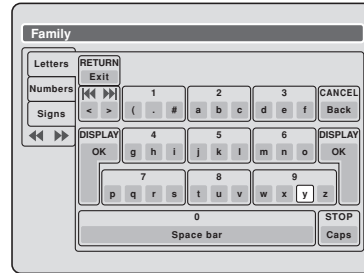 Family
Letters
Numbers
Signs
RETURN
Exit
1 2 3 CANCEL
< > ( . # a b c d e f Back
DISPLAY 4 5 6 DISPLAY
OK g h i j k l m n o OK
7 8 9
p q r s t u v w x y z
0 STOP
Space bar Caps